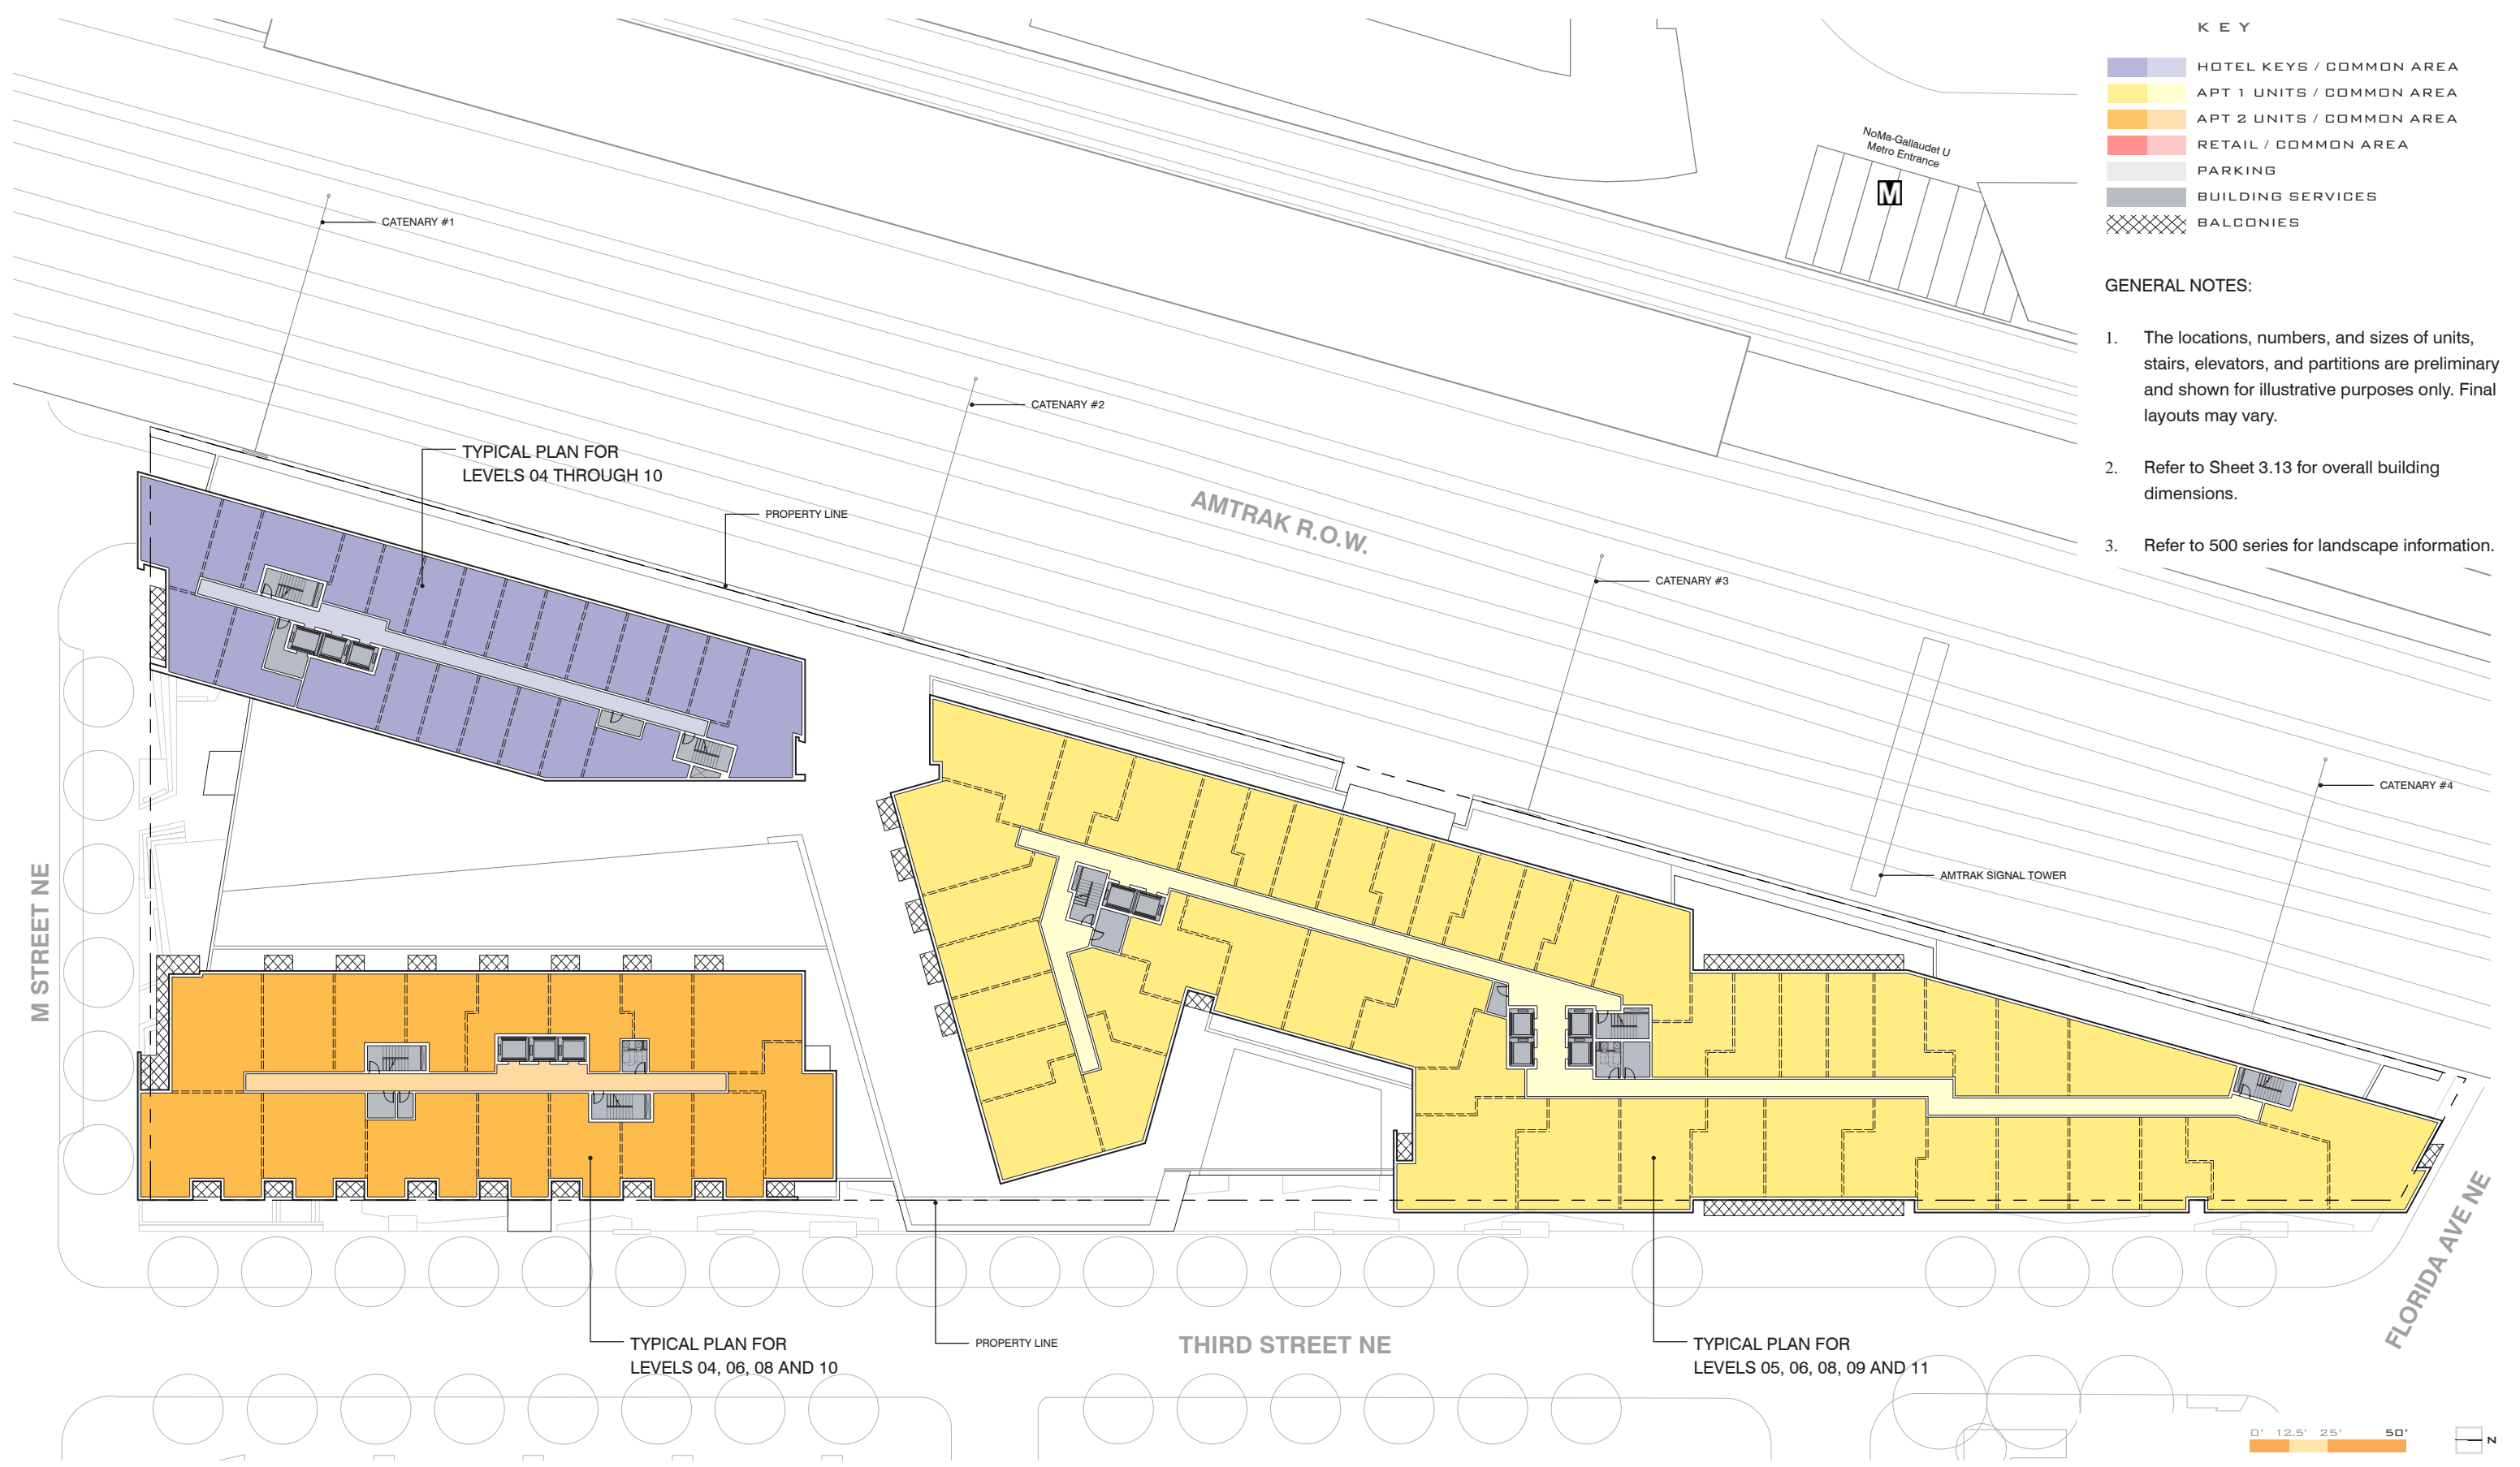 KEY
HOTEL KEYS / COMMON AREA
APT 1 UNITS / COMMON AREA
APT 2 UNITS / COMMON AREA
RETAIL / COMMON AREA
PARKING
BUILDING SERVICES
BALCONIES
GENERAL NOTES:
1. The locations, numbers, and sizes of units,
stairs, elevators, and partitions are preliminary
and shown for illustrative purposes only. Final
layouts may vary.
2. Refer to Sheet 3.13 for overall building
dimensions.
3. Refer to 500 series for landscape information.
NoMa-Gallaudet U
Metro Entrance
M
CATENARY #1
CATENARY #2
TYPICAL PLAN FOR
LEVELS 04 THROUGH 10
PROPERTY LINE
AMTRAK R.O.W.
CATENARY #3
CATENARY #4
AMTRAK SIGNAL TOWER
M STREET NE
TYPICAL PLAN FOR
LEVELS 04, 06, 08 AND 10
PROPERTY LINE
THIRD STREET NE
TYPICAL PLAN FOR
LEVELS 05, 06, 08, 09 AND 11
FLORIDA AVE NE
0' 12.5' 25' 50'
N